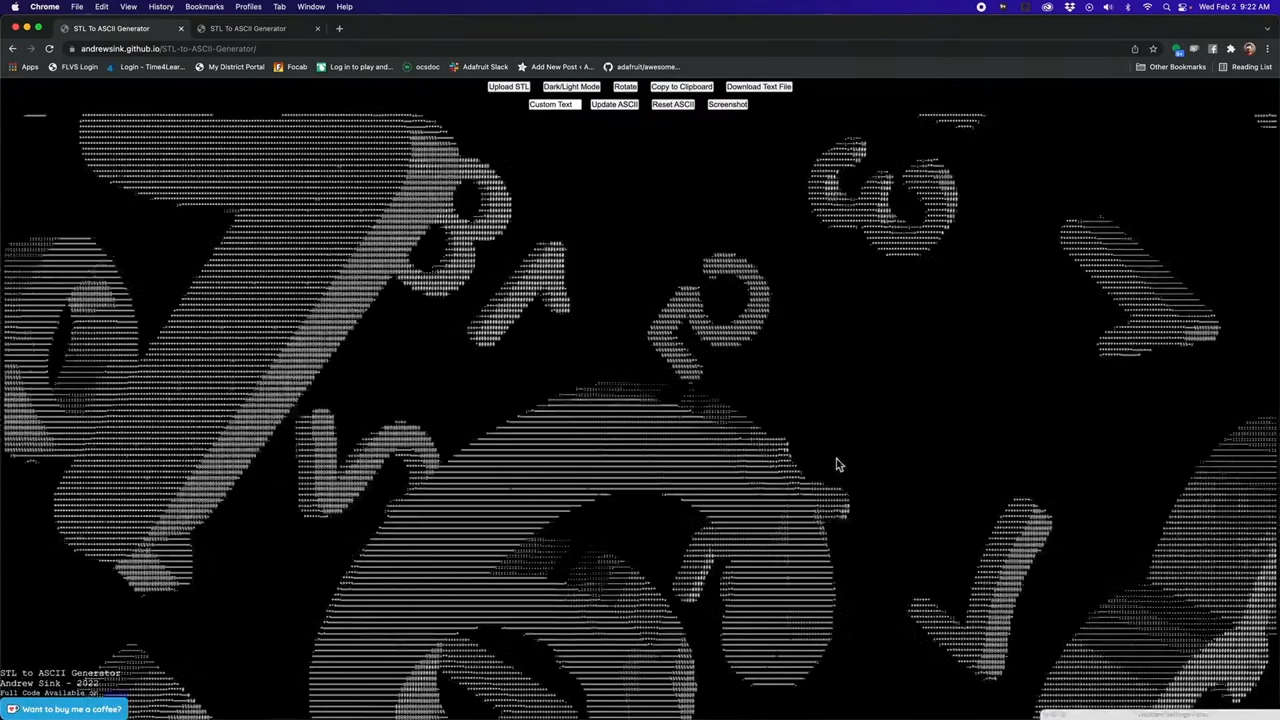 Chrome File Edit View History Bookmarks Profiles Tab Window Help
Wed Feb 2 9:22 AM
STL To ASCII Generator
STL To ASCII Generator
andrewsink.github.io/STL-to-ASCII-Generator/
Apps
FLVS Login
Login - Time4Lear...
My District Portal
Focab
Log in to play and...
ocsdoc
Adafruit Slack
Add New Post ‹ A...
adafruit/awesome...
Other Bookmarks
Reading List
Upload STL Dark/Light Mode Rotate Copy to Clipboard Download Text File
Custom Text Update ASCII Reset ASCII Screenshot
STL to ASCII Generator
Andrew Sink - 2022
Full Code Available on
Want to buy me a coffee?